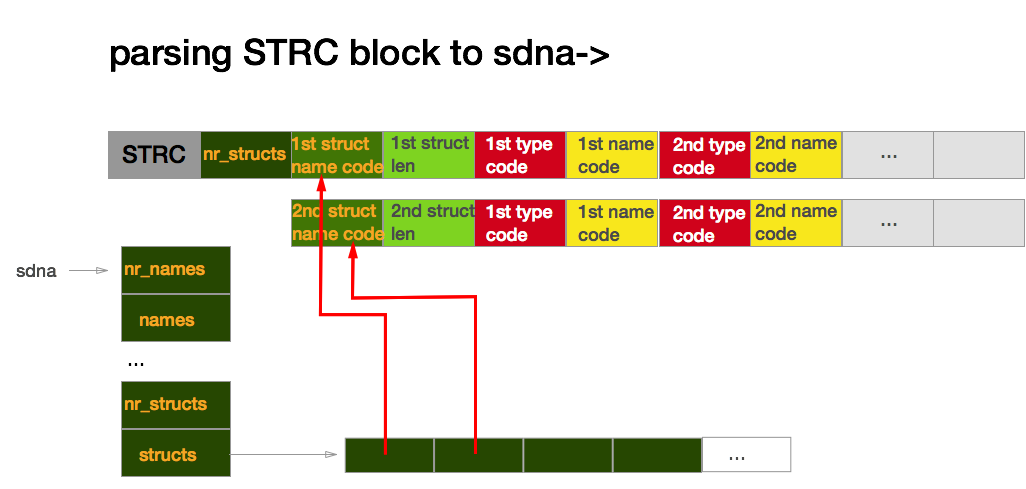 parsing STRC block to sdna->
STRC nr_structs 1st struct name code 1st struct len 1st type code 1st name code 2nd type code 2nd name code ...
2nd struct name code 2nd struct len 1st type code 1st name code 2nd type code 2nd name code ...
sdna nr_names
names
...
nr_structs
structs ...